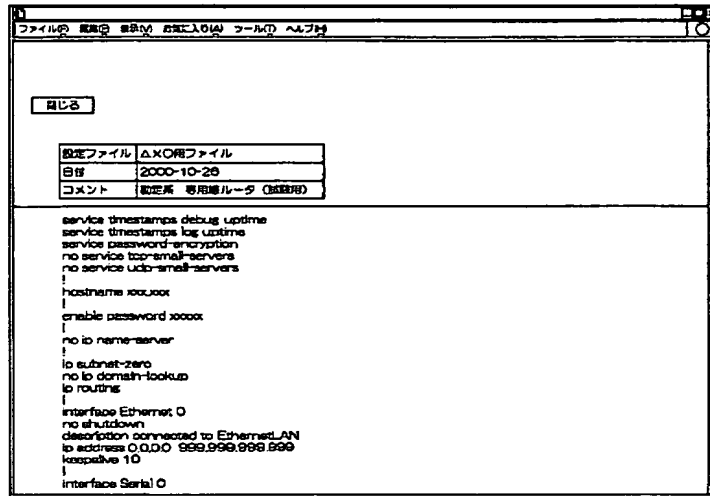 ファイル(F) 編集(E) 表示(V) お気に入り(A) ツール(T) ヘルプ(H)
閉じる
設定ファイル △×○用ファイル
日付 2000-10-26
コメント 勘定系 専用線ルータ（試験用）
service timestamps debug uptime
service timestamps log uptime
service password-encryption
no service tcp-small-servers
no service udp-small-servers
!
hostname xxx.xxx
!
enable password xxxxx
!
no ip name-server
!
ip subnet-zero
no ip domain-lookup
ip routing
!
interface Ethernet 0
no shutdown
description connected to EthernetLAN
ip address 0.0.0.0 999.999.999.999
keepalive 10
!
interface Serial 0